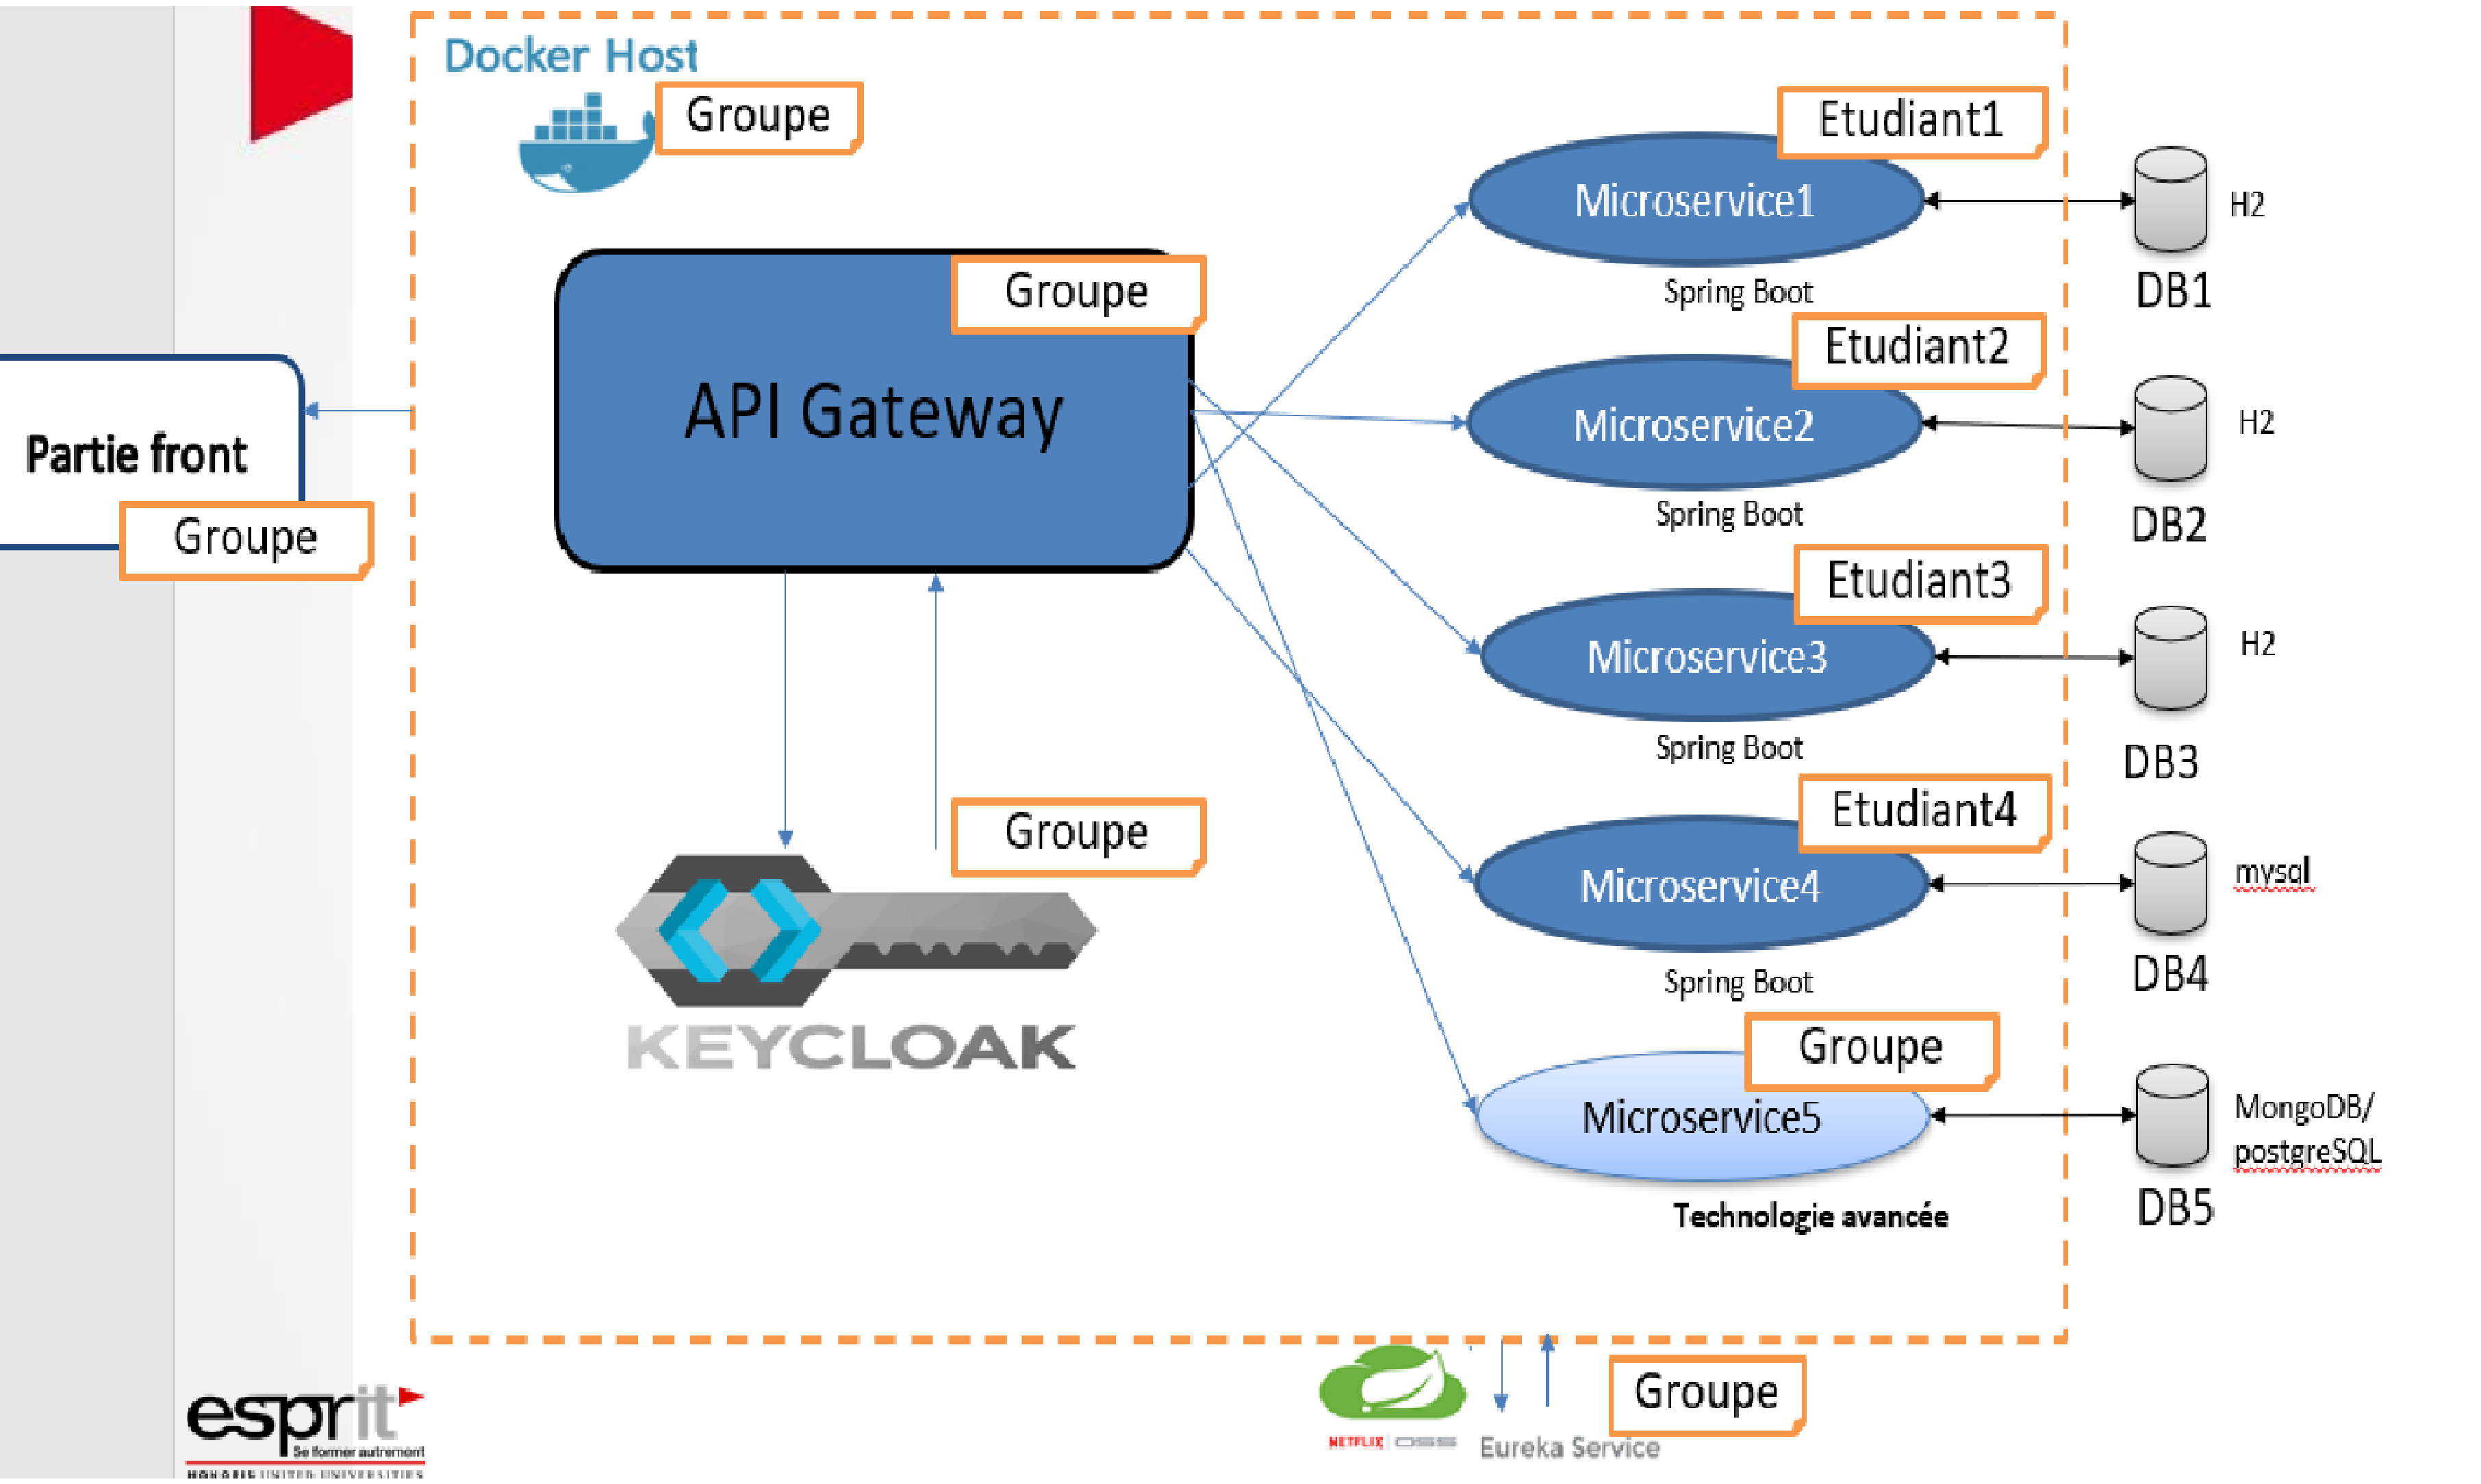 Docker Host
Groupe
Etudiant1
Microservice1
H2
Spring Boot
DB1
Groupe
API Gateway
Etudiant2
Microservice2
H2
Spring Boot
DB2
Partie front
Groupe
Etudiant3
Microservice3
H2
Spring Boot
DB3
Groupe
KEYCLOAK
Etudiant4
Microservice4
mysql
Spring Boot
DB4
Groupe
Microservice5
MongoDB/
postgreSQL
Technologie avancée
DB5
esprit
Se former autrement
HONORIS UNITED UNIVERSITIES
NETFLIX OSS
Eureka Service
Groupe